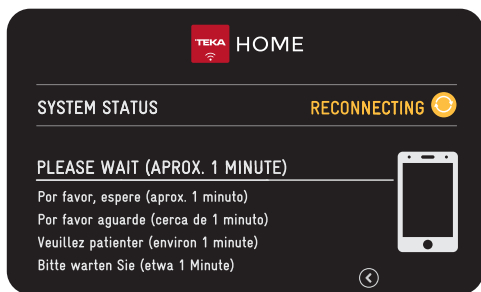 TEKA HOME
SYSTEM STATUS RECONNECTING
PLEASE WAIT (APROX. 1 MINUTE)
Por favor, espere (aprox. 1 minuto)
Por favor aguarde (cerca de 1 minuto)
Veuillez patienter (environ 1 minute)
Bitte warten Sie (etwa 1 Minute)